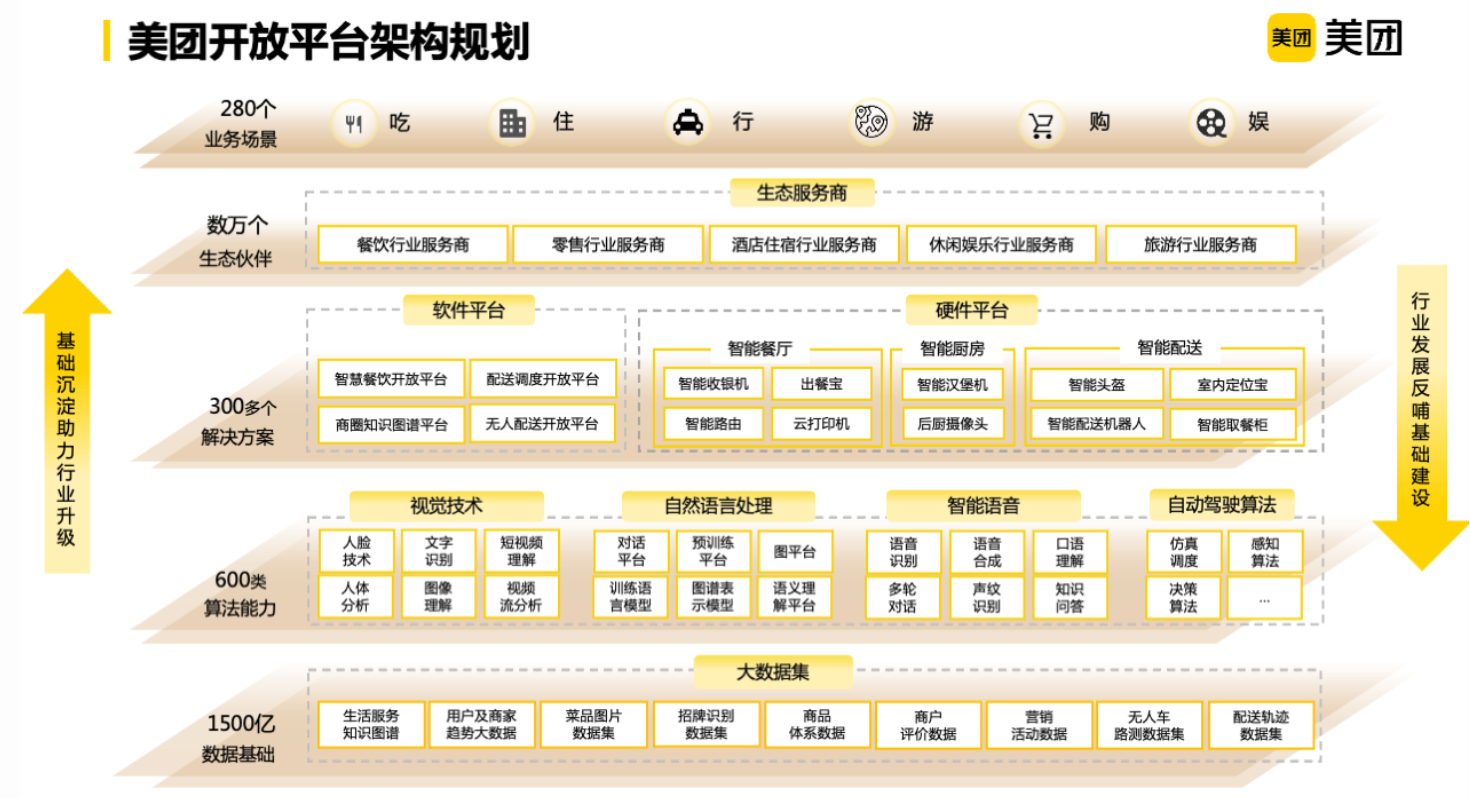 美团开放平台架构规划
美团 美团
280个
业务场景
吃 住 行 游 购 娱
生态服务商
数万个
生态伙伴
餐饮行业服务商 零售行业服务商 酒店住宿行业服务商 休闲娱乐行业服务商 旅游行业服务商
基础沉淀助力行业升级
行业发展反哺基础建设
300多个
解决方案
软件平台
智慧餐饮开放平台 配送调度开放平台
商圈知识图谱平台 无人配送开放平台
硬件平台
智能餐厅
智能收银机 出餐宝
智能路由 云打印机
智能厨房
智能汉堡机
后厨摄像头
智能配送
智能头盔 室内定位宝
智能配送机器人 智能取餐柜
600类
算法能力
视觉技术
人脸
技术
文字
识别
短视频
理解
人体
分析
图像
理解
视频
流分析
自然语言处理
对话
平台
预训练
平台
图平台
训练语
言模型
图谱表
示模型
语义理
解平台
智能语音
语音
识别
语音
合成
口语
理解
多轮
对话
声纹
识别
知识
问答
自动驾驶算法
仿真
调度
感知
算法
决策
算法
...
大数据集
1500亿
数据基础
生活服务
知识图谱
用户及商家
趋势大数据
菜品图片
数据集
招牌识别
数据集
商品
体系数据
商户
评价数据
营销
活动数据
无人车
路测数据集
配送轨迹
数据集